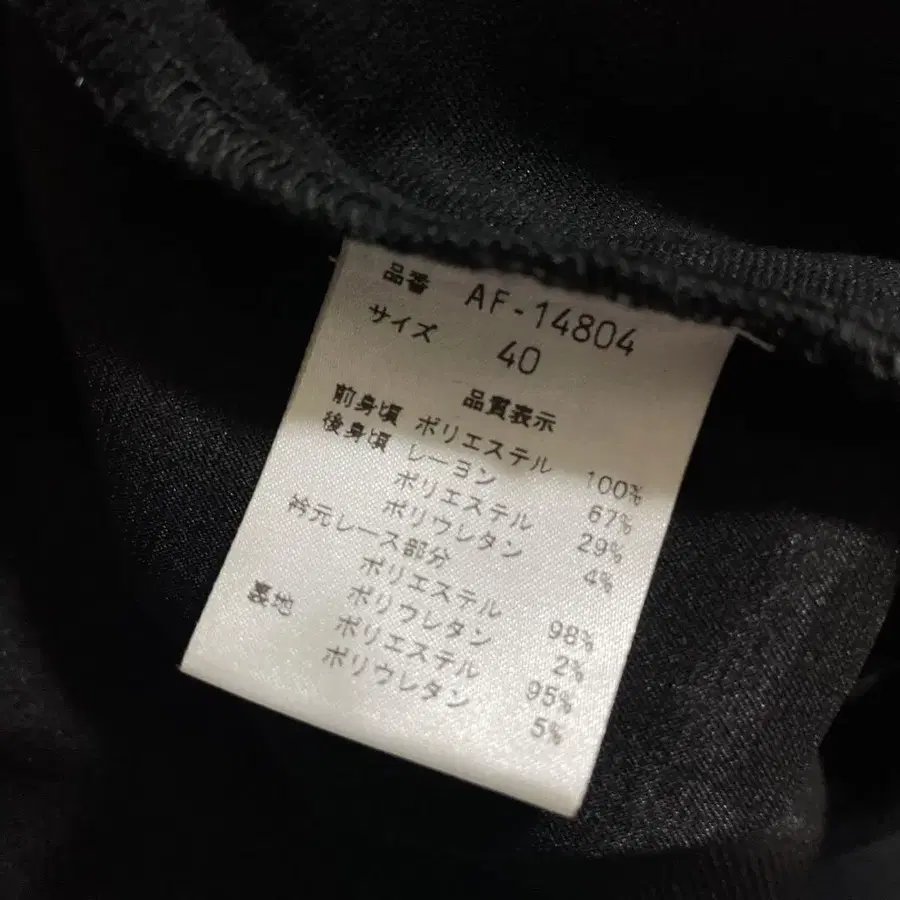 品番 AF-14804
サイズ 40
品質表示
前身頃 ポリエステル 100%
後身頃 レーヨン 67%
ポリエステル 29%
ポリウレタン 4%
衿元レース部分
ポリエステル 98%
ポリウレタン 2%
裏地 ポリエステル 95%
ポリウレタン 5%